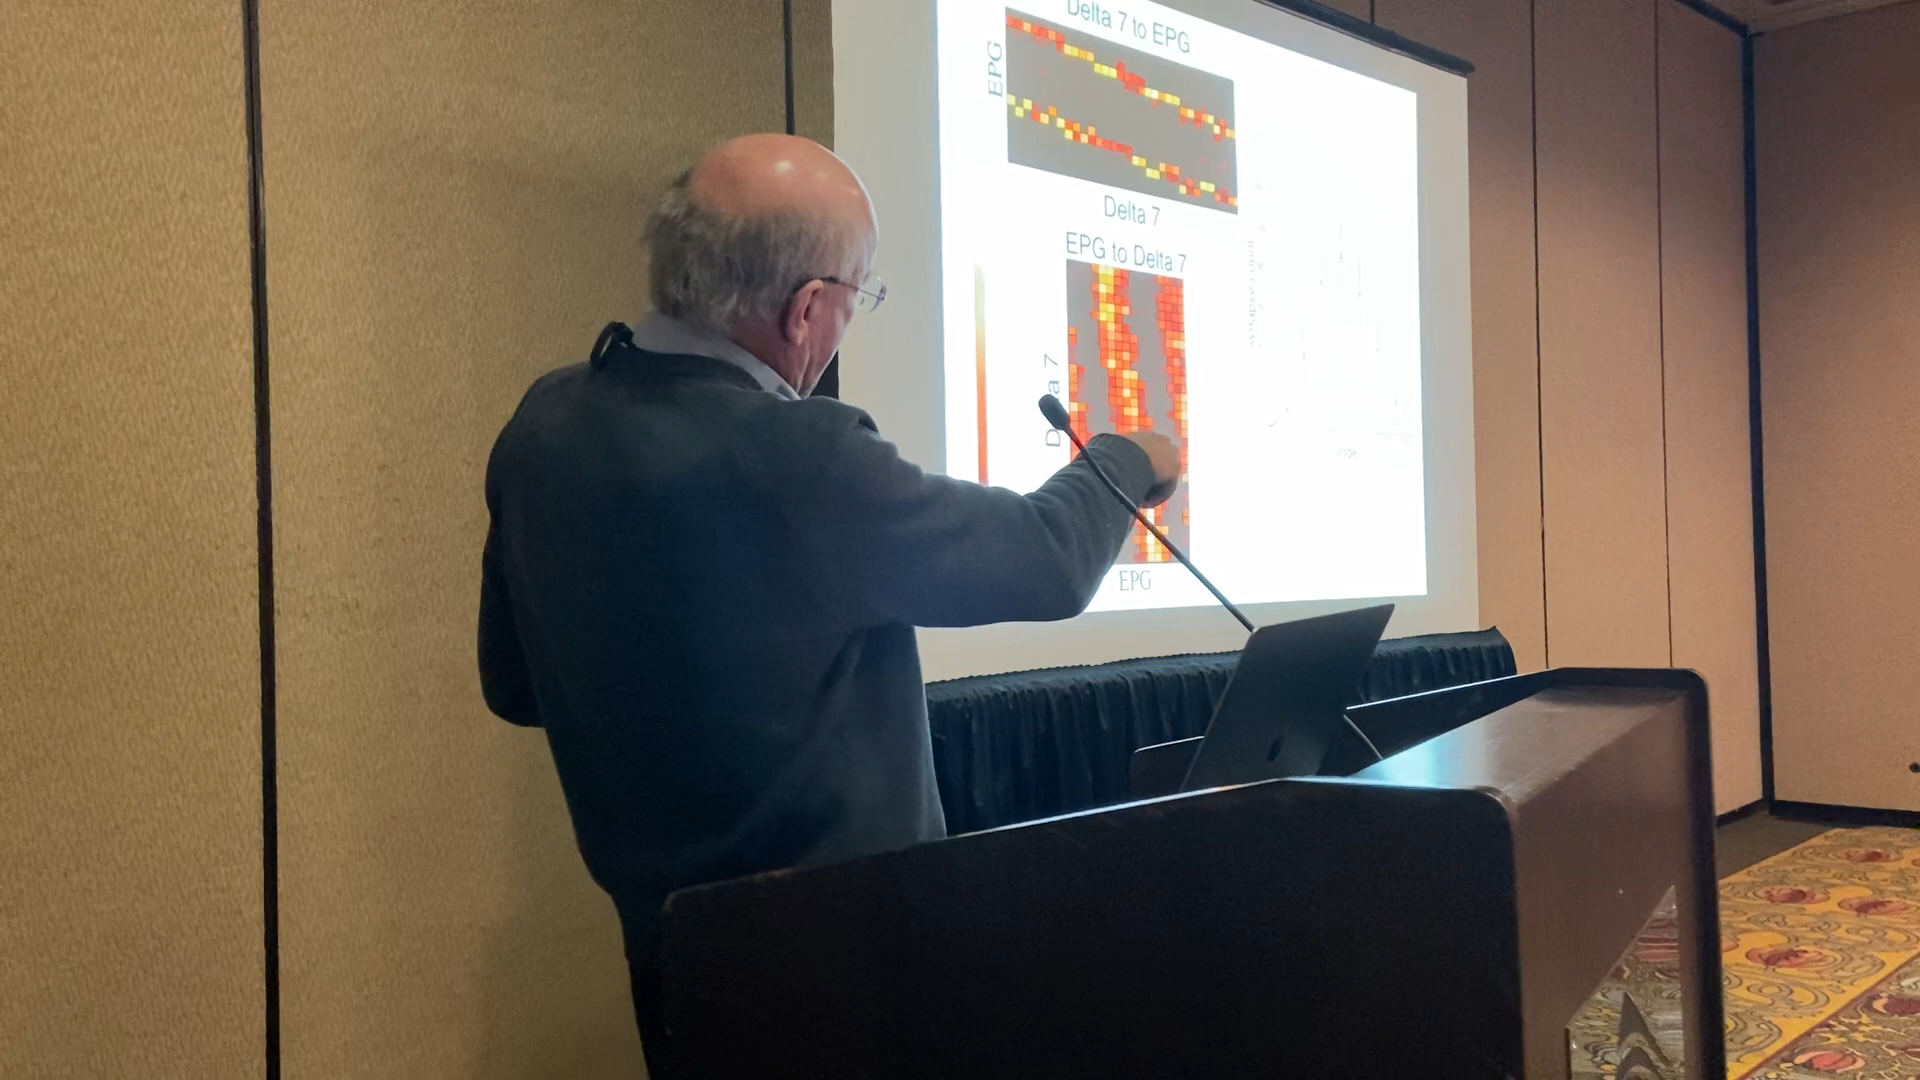 Delta 7 to EPG
EPG
Delta 7
EPG to Delta 7
EPG